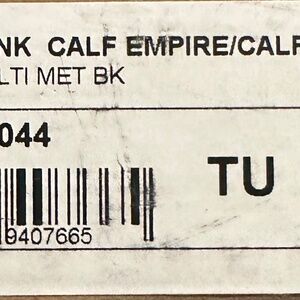 NK CALF EMPIRE/CALF
LTI MET BK
044
TU
9407665